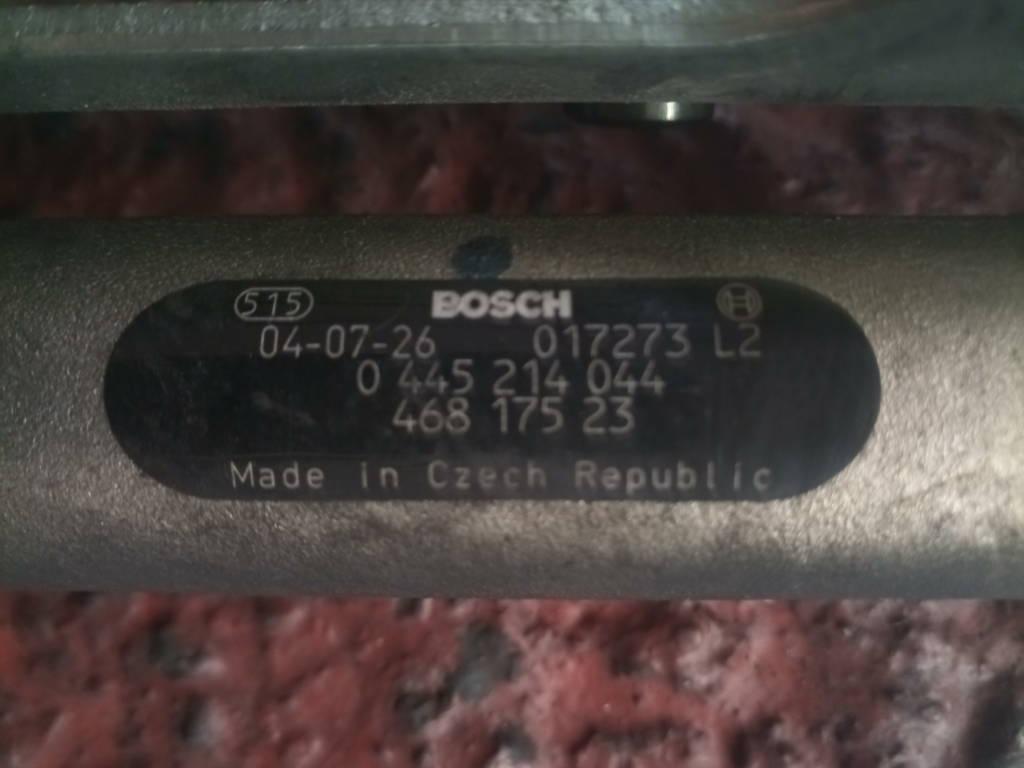 515 BOSCH
04-07-26 017273 L2
0 445 214 044
468 175 23
Made in Czech Republic